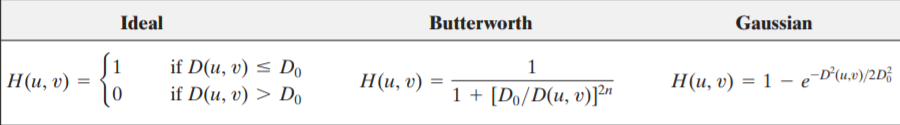 Ideal Butterworth Gaussian
H(u, v) = { 1 if D(u, v) ≤ D₀
0 if D(u, v) > D₀
H(u, v) = 1 / 1 + [D₀/D(u, v)]²ⁿ
H(u, v) = 1 − e^−D²(u,v)/2D₀²